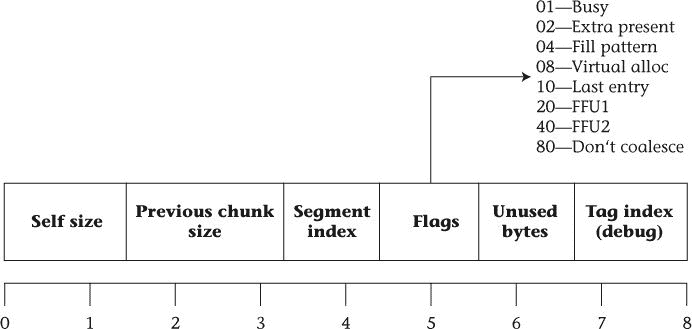 01—Busy
02—Extra present
04—Fill pattern
08—Virtual alloc
10—Last entry
20—FFU1
40—FFU2
80—Don‘t coalesce
Self size
Previous chunk
size
Segment
index
Flags
Unused
bytes
Tag index
(debug)
0 1 2 3 4 5 6 7 8